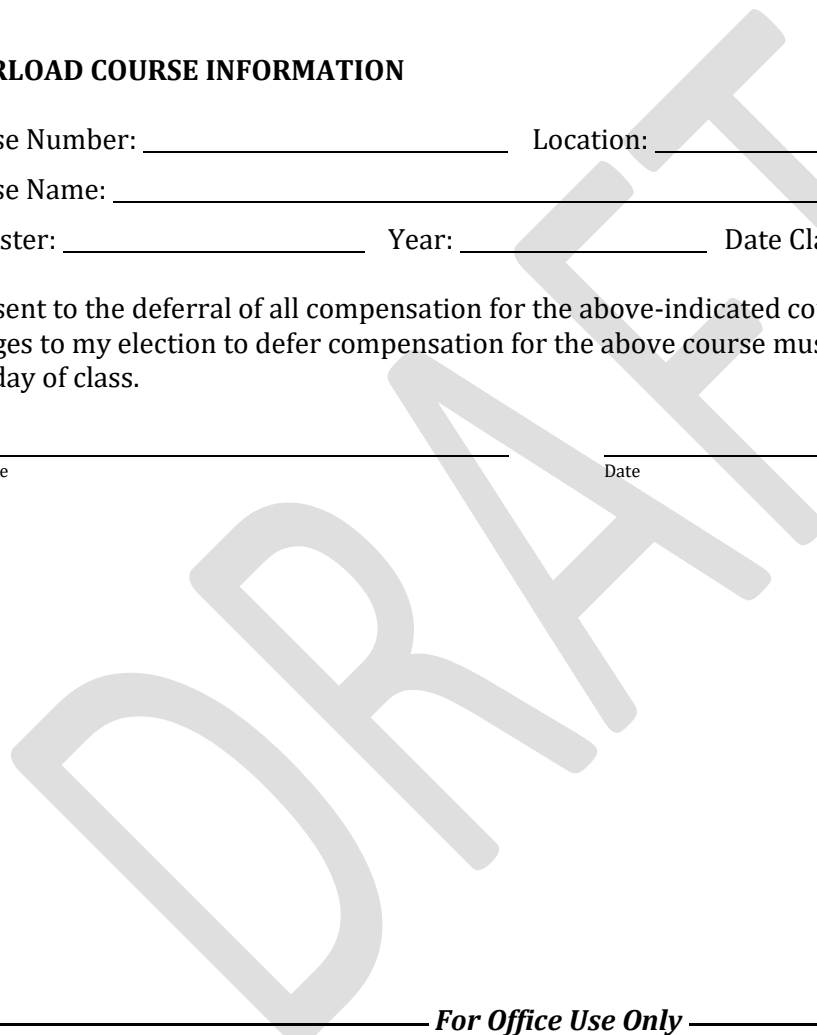 RLOAD COURSE INFORMATION
se Number: Location:
se Name:
ster: Year: Date Cla
sent to the deferral of all compensation for the above-indicated cou
ges to my election to defer compensation for the above course mus
day of class.
e Date
DRAFT
For Office Use Only